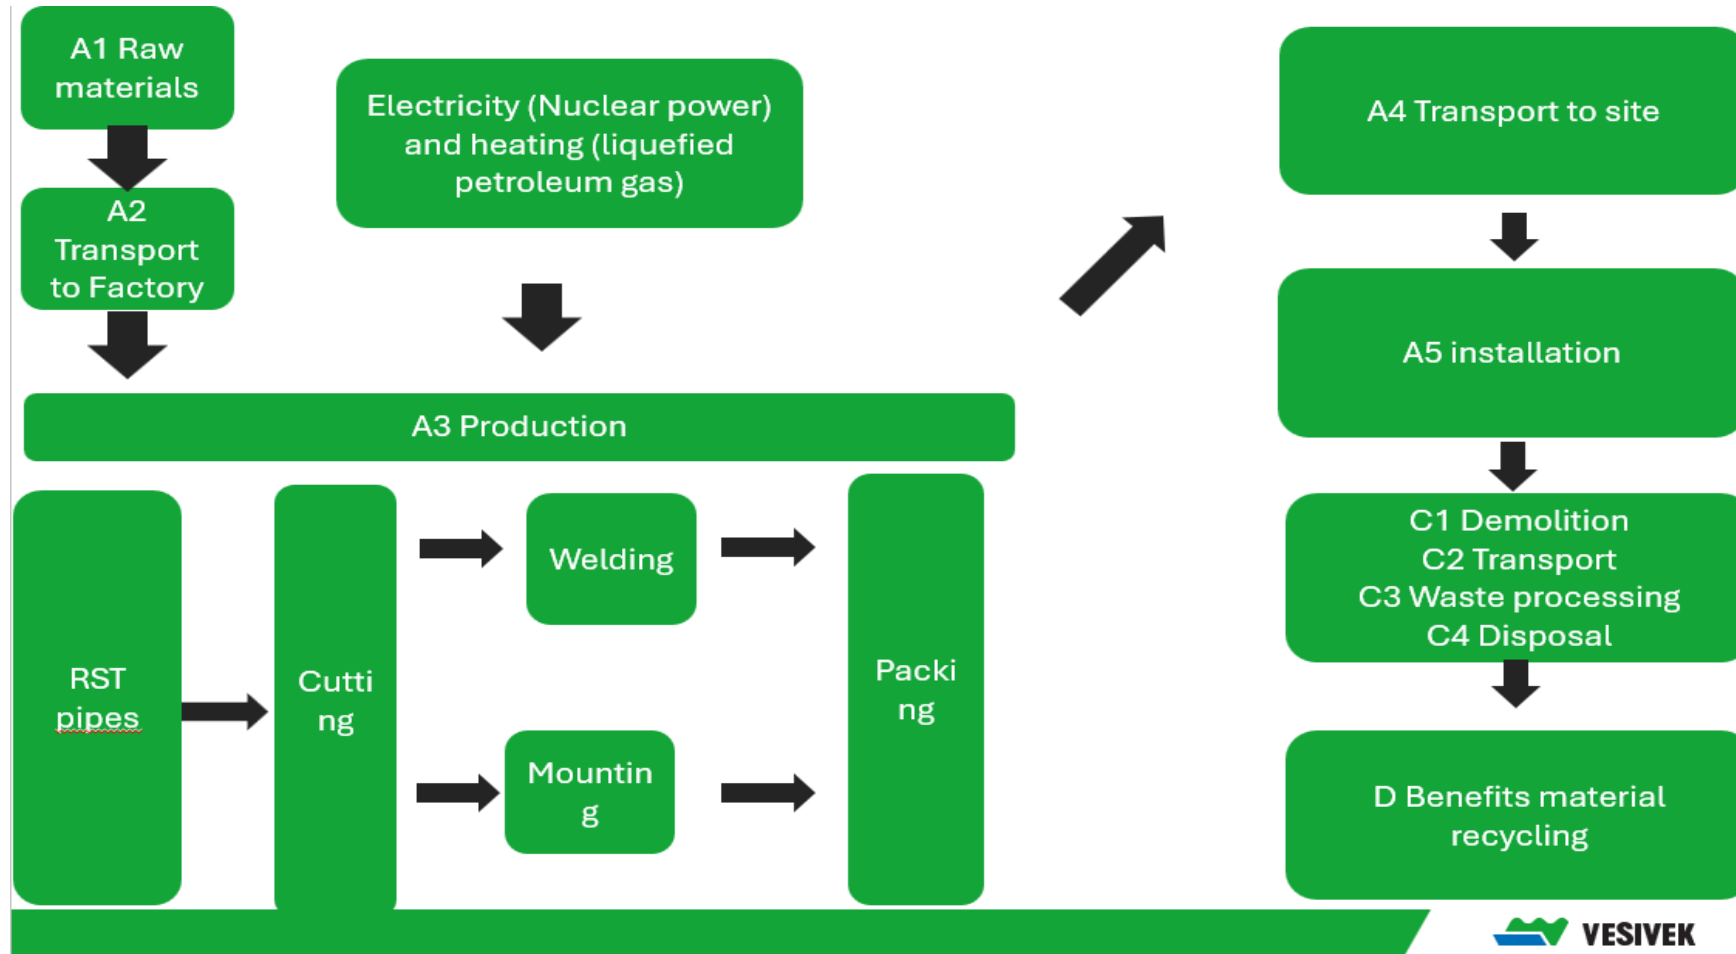 A1 Raw
materials
A2
Transport
to Factory
Electricity (Nuclear power)
and heating (liquefied
petroleum gas)
A3 Production
RST
pipes
Cutti
ng
Welding
Mountin
g
Packi
ng
A4 Transport to site
A5 installation
C1 Demolition
C2 Transport
C3 Waste processing
C4 Disposal
D Benefits material
recycling
VESIVEK